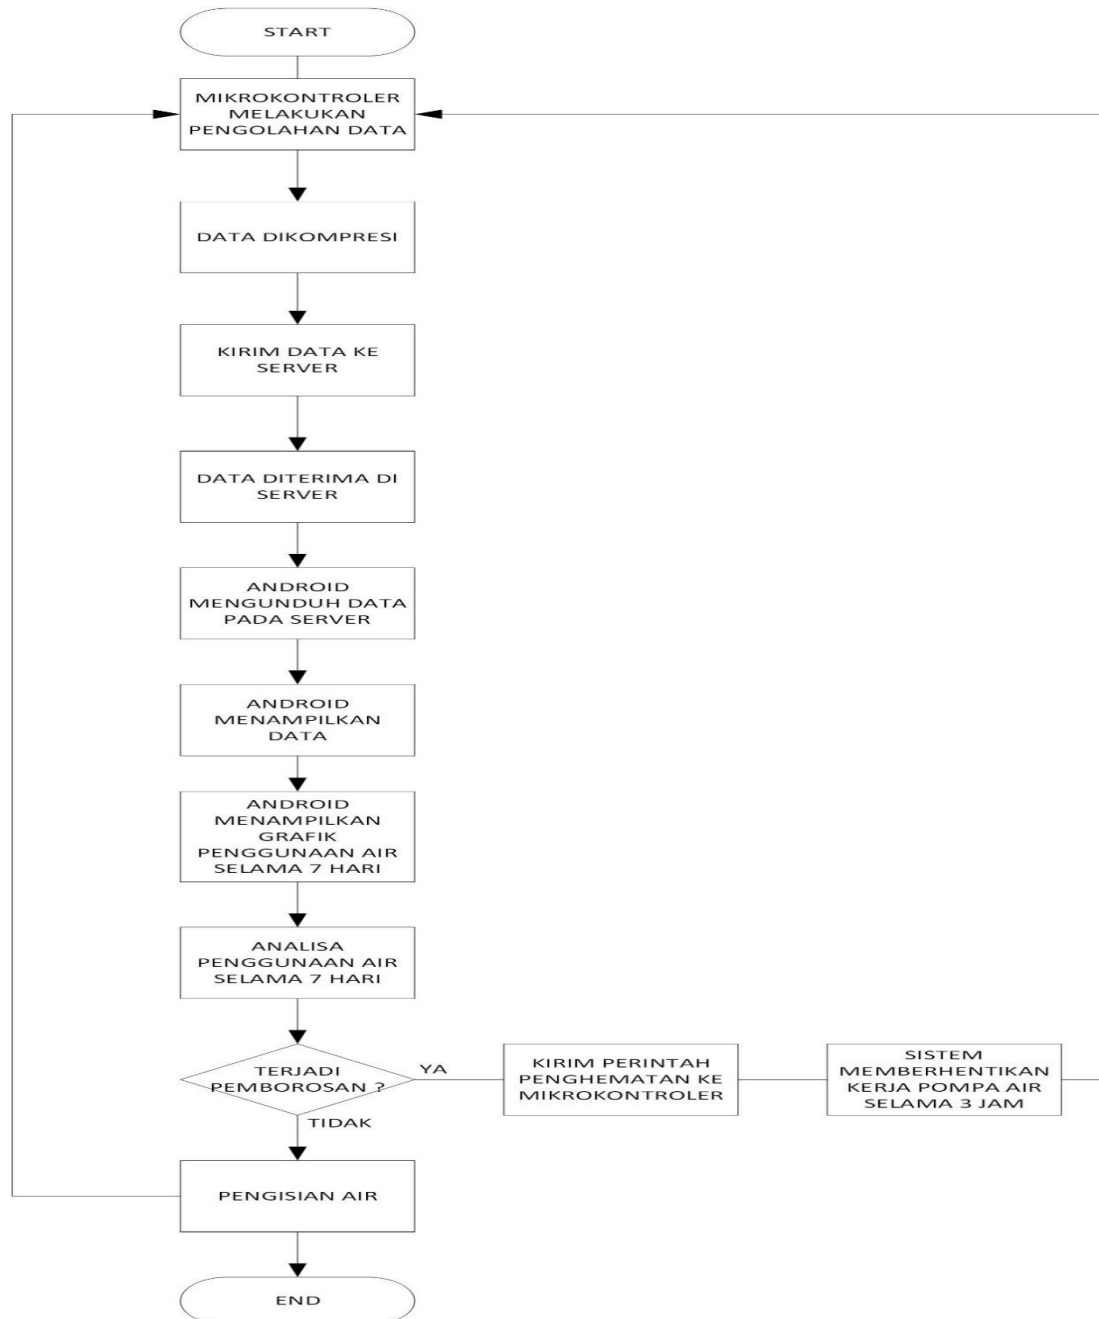 START
MIKROKONTROLER
MELAKUKAN
PENGOLAHAN DATA
DATA DIKOMPRESI
KIRIM DATA KE
SERVER
DATA DITERIMA DI
SERVER
ANDROID
MENGUNDUH DATA
PADA SERVER
ANDROID
MENAMPILKAN
DATA
ANDROID
MENAMPILKAN
GRAFIK
PENGGUNAAN AIR
SELAMA 7 HARI
ANALISA
PENGGUNAAN AIR
SELAMA 7 HARI
TERJADI
PEMBOROSAN ?
YA
KIRIM PERINTAH
PENGHEMATAN KE
MIKROKONTROLER
SISTEM
MEMBERHENTIKAN
KERJA POMPA AIR
SELAMA 3 JAM
TIDAK
PENGISIAN AIR
END